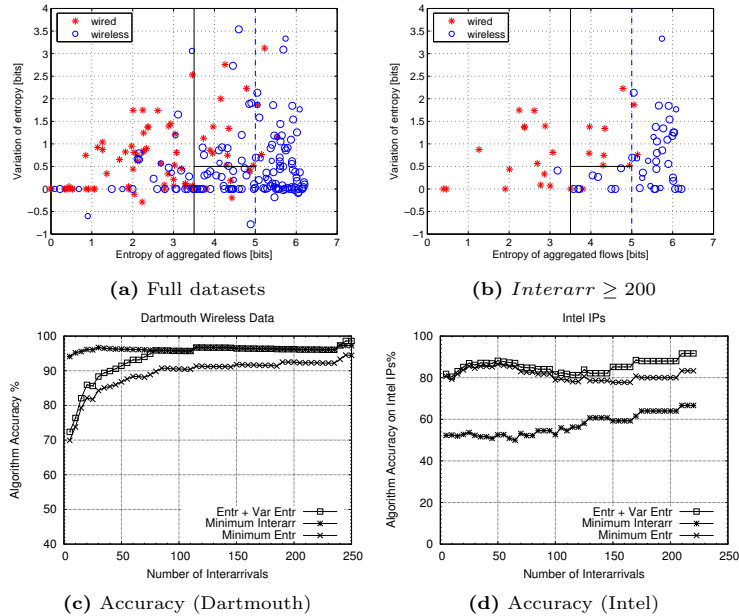 wired
wireless
Variation of entropy [bits]
4
3.5
3
2.5
2
1.5
1
0.5
0
−0.5
−1
0 1 2 3 4 5 6 7
Entropy of aggregated flows [bits]
(a) Full datasets
wired
wireless
Variation of entropy [bits]
4
3.5
3
2.5
2
1.5
1
0.5
0
−0.5
−1
0 1 2 3 4 5 6 7
Entropy of aggregated flows [bits]
(b) Interarr ≥ 200
Dartmouth Wireless Data
Algorithm Accuracy %
100
90
80
70
60
50
40
Entr + Var Entr
Minimum Interarr
Minimum Entr
0 50 100 150 200 250
Number of Interarrivals
(c) Accuracy (Dartmouth)
Intel IPs
Algorithm Accuracy on Intel IPs%
100
80
60
40
20
0
Entr + Var Entr
Minimum Interarr
Minimum Entr
0 50 100 150 200 250
Number of Interarrivals
(d) Accuracy (Intel)